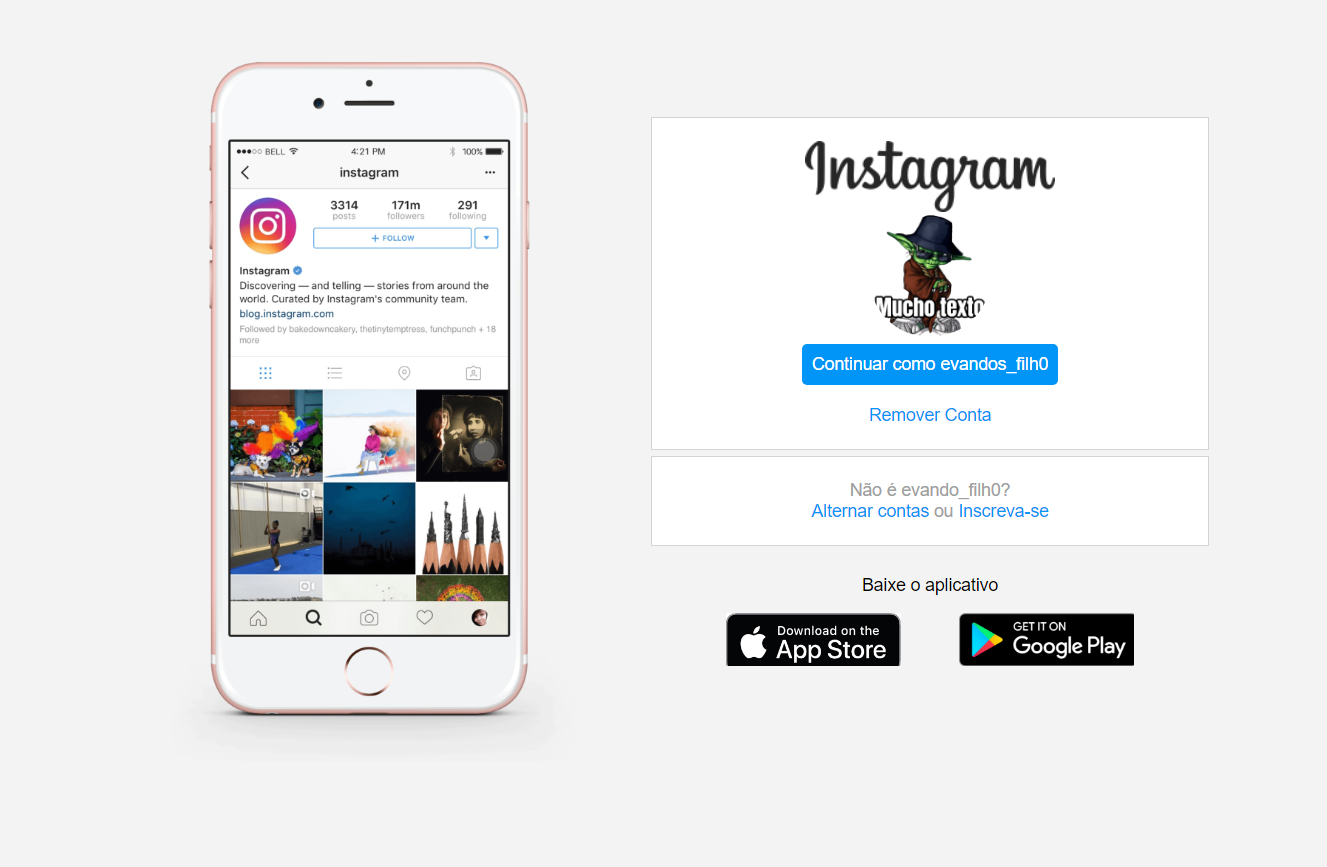 BELL
4:21 PM
100%
instagram
3314
171m
291
posts
followers
following
+ FOLLOW
Instagram
Discovering — and telling — stories from around the
world. Curated by Instagram's community team.
blog.instagram.com
Followed by bakedowncakery, thetinytemptress, funchpunch + 18
more
Instagram
Mucho texto
Continuar como evandos_filh0
Remover Conta
Não é evando_filh0?
Alternar contas ou Inscreva-se
Baixe o aplicativo
Download on the
App Store
GET IT ON
Google Play